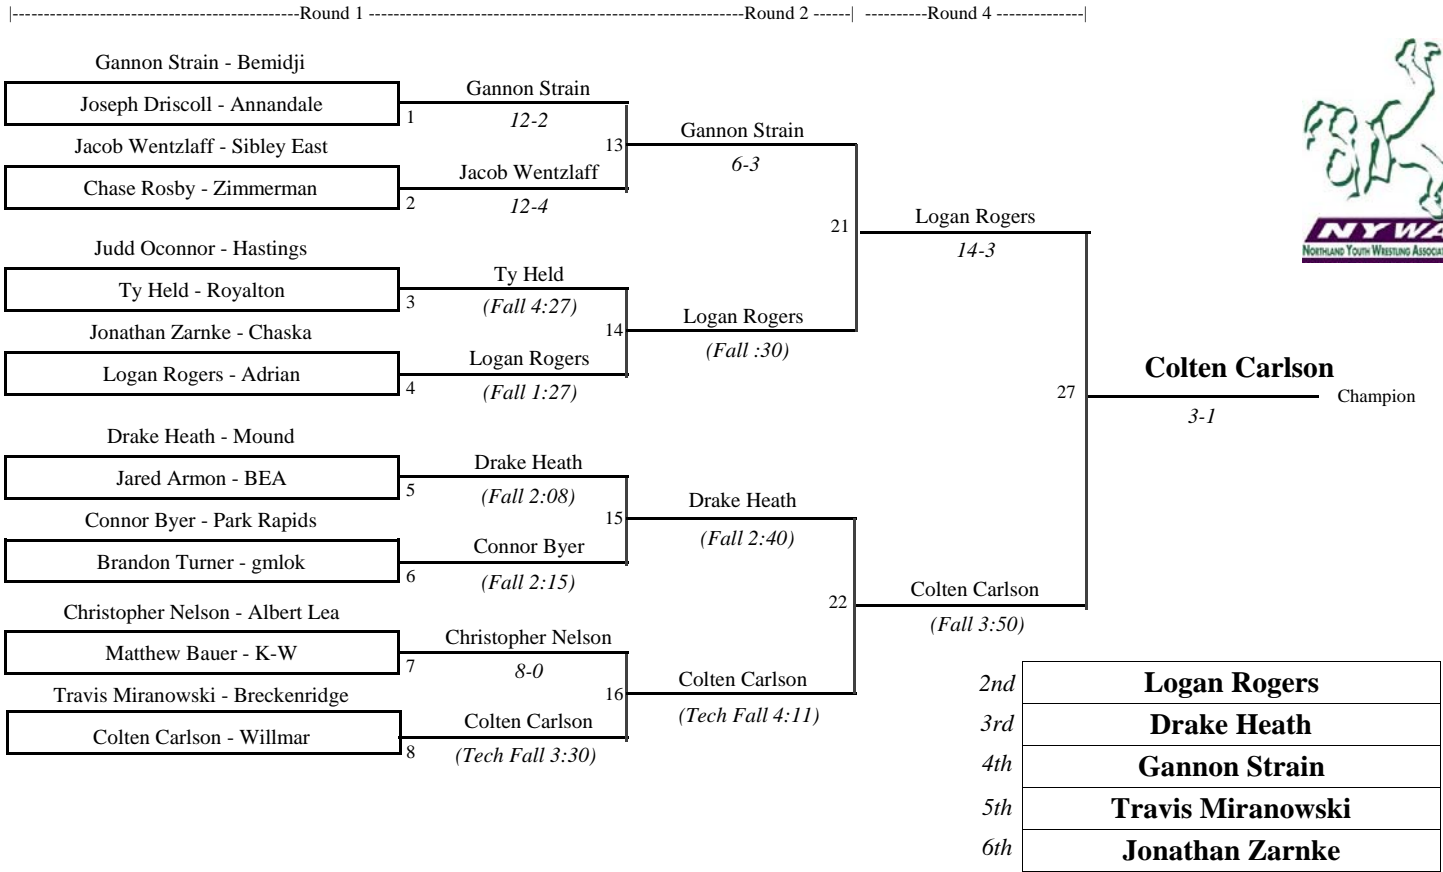 |----------------------------------------------Round 1 ------------------------------------------------------------Round 2 ------| ----------Round 4 --------------|
Gannon Strain - Bemidji
Joseph Driscoll - Annandale
1
Gannon Strain
12-2
Jacob Wentzlaff - Sibley East
Chase Rosby - Zimmerman
2
Jacob Wentzlaff
12-4
13
Gannon Strain
6-3
Judd Oconnor - Hastings
Ty Held - Royalton
3
Ty Held
(Fall 4:27)
Jonathan Zarnke - Chaska
Logan Rogers - Adrian
4
Logan Rogers
(Fall 1:27)
14
Logan Rogers
(Fall :30)
21
Logan Rogers
14-3
Drake Heath - Mound
Jared Armon - BEA
5
Drake Heath
(Fall 2:08)
Connor Byer - Park Rapids
Brandon Turner - gmlok
6
Connor Byer
(Fall 2:15)
15
Drake Heath
(Fall 2:40)
Christopher Nelson - Albert Lea
Matthew Bauer - K-W
7
Christopher Nelson
8-0
Travis Miranowski - Breckenridge
Colten Carlson - Willmar
8
Colten Carlson
(Tech Fall 3:30)
16
Colten Carlson
(Tech Fall 4:11)
22
Colten Carlson
(Fall 3:50)
27
Colten Carlson
3-1
Champion
NYWA
Northland Youth Wrestling Associat
2nd Logan Rogers
3rd Drake Heath
4th Gannon Strain
5th Travis Miranowski
6th Jonathan Zarnke